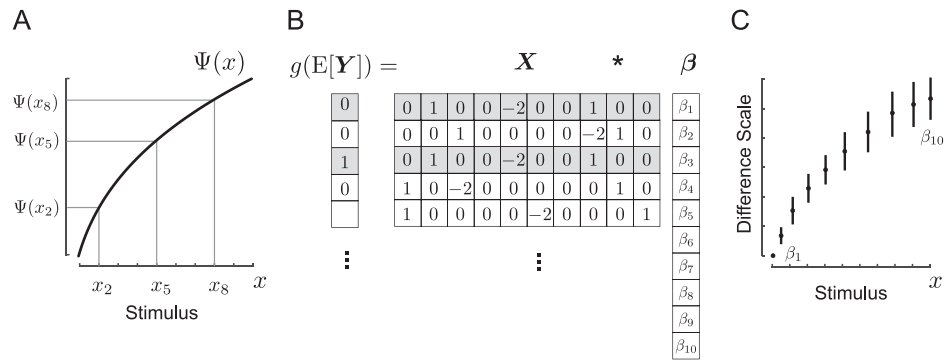 A
Ψ(x)
Ψ(x₈)
Ψ(x₅)
Ψ(x₂)
x₂ x₅ x₈ x
Stimulus
B
g(E[Y]) = X * β
0 0 1 0 0 −2 0 0 1 0 0 β₁
0 0 0 1 0 0 0 0 −2 1 0 β₂
1 0 1 0 0 −2 0 0 1 0 0 β₃
0 1 0 −2 0 0 0 0 0 1 0 β₄
1 0 0 0 0 −2 0 0 0 1 β₅
β₆
β₇
β₈
β₉
β₁₀
C
Difference Scale
β₁₀
β₁
x
Stimulus